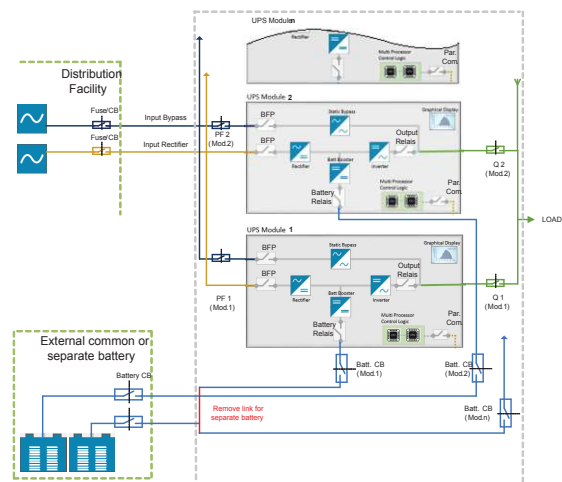 UPS Modulen
Rectifier
Multi Processor
Control Logic
Par.
Com.
Distribution
Facility
Fuse/CB
Input Bypass
Fuse/CB
Input Rectifier
PF 2
(Mod.2)
UPS Module 2
BFP
BFP
Static Bypass
Graphical Display
Output
Relais
Rectifier
Batt Booster
Inverter
Battery
Relais
Multi Processor
Control Logic
Par.
Com.
Q 2
(Mod.2)
LOAD
UPS Module 1
BFP
BFP
Static Bypass
Graphical Display
Output
Relais
Rectifier
Batt Booster
Inverter
Battery
Relais
Multi Processor
Control Logic
Par.
Com.
PF 1
(Mod.1)
Q 1
(Mod.1)
External common or
separate battery
Battery CB
Batt. CB
(Mod.1)
Batt. CB
(Mod.2)
Batt. CB
(Mod.n)
Remove link for
separate battery